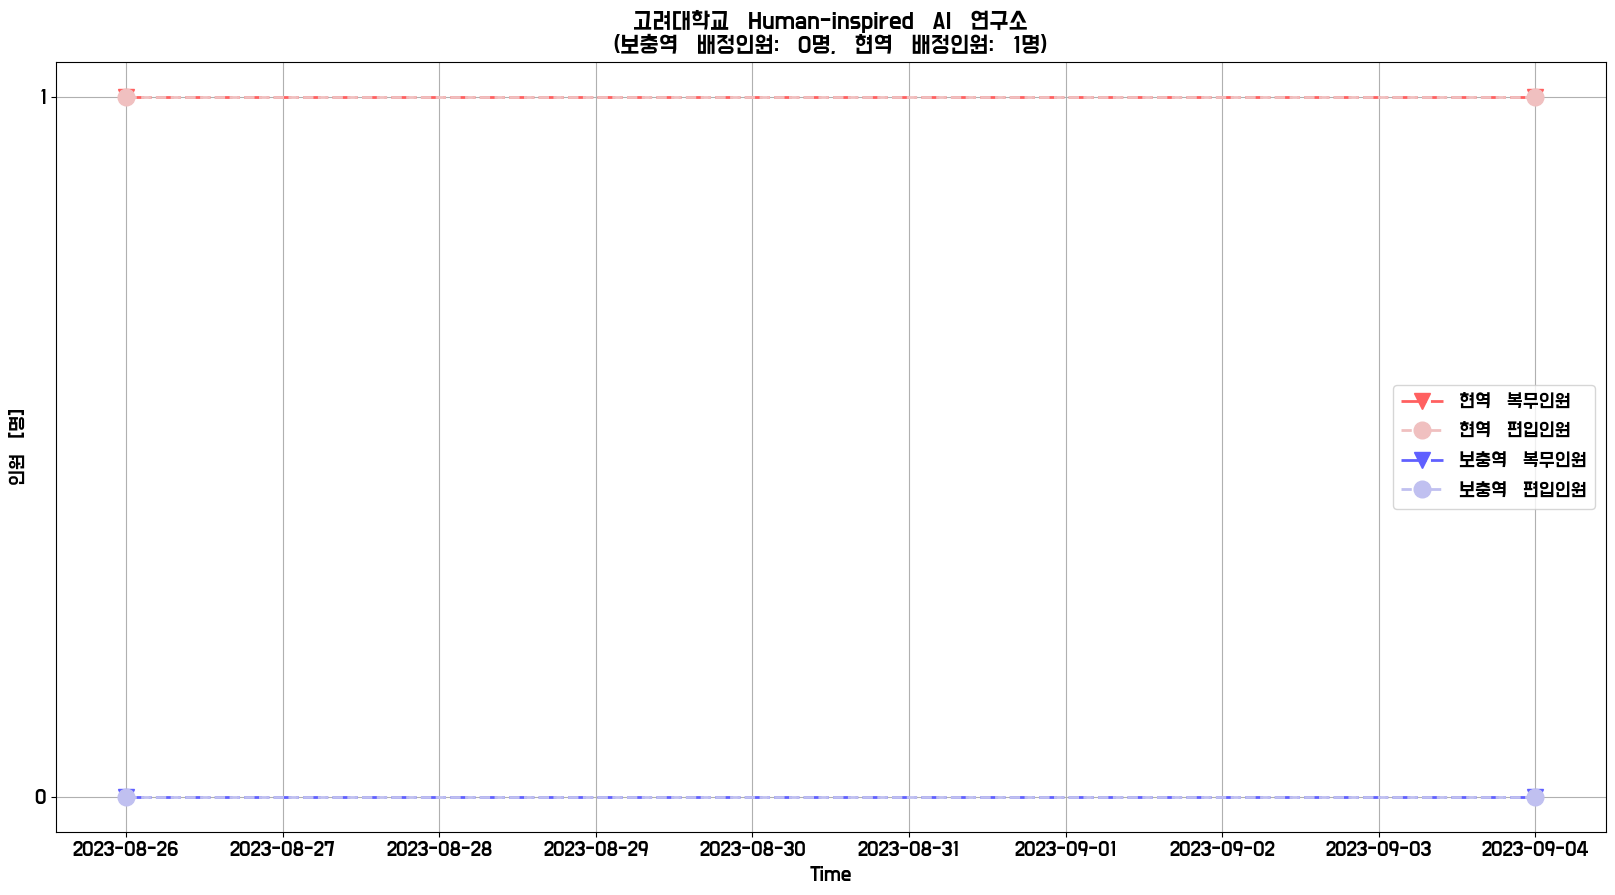 고려대학교 Human-inspired AI 연구소
(보충역 배정인원: 0명, 현역 배정인원: 1명)
인원 [명]
1
0
현역 복무인원
현역 편입인원
보충역 복무인원
보충역 편입인원
2023-08-26 2023-08-27 2023-08-28 2023-08-29 2023-08-30 2023-08-31 2023-09-01 2023-09-02 2023-09-03 2023-09-04
Time